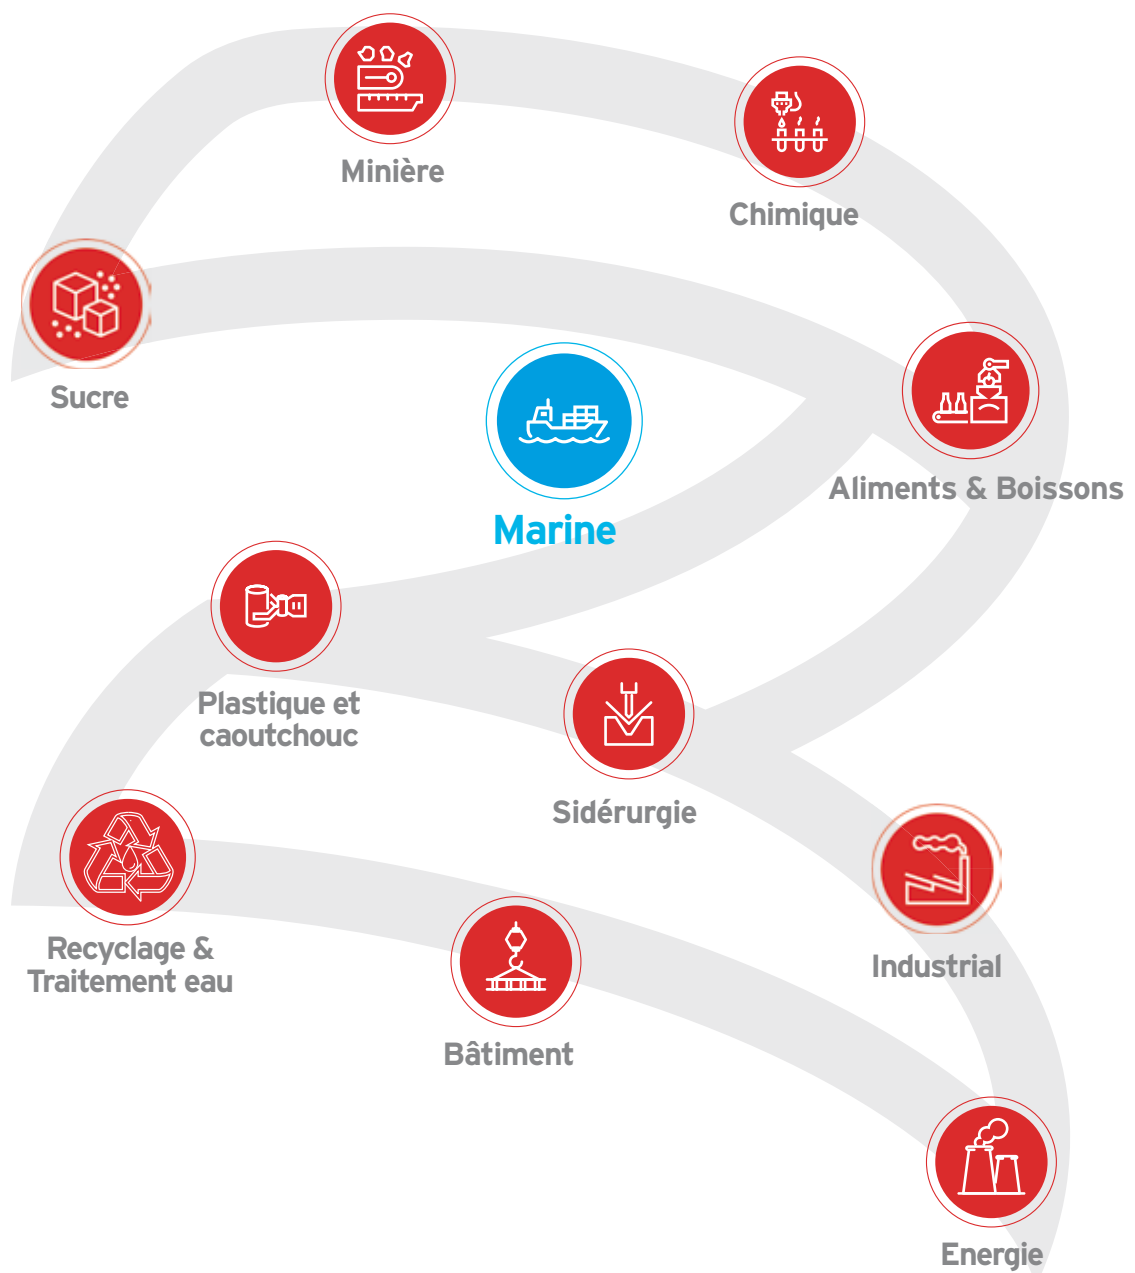 Minière
Chimique
Sucre
Aliments & Boissons
Marine
Plastique et
caoutchouc
Sidérurgie
Recyclage &
Traitement eau
Industrial
Bâtiment
Energie